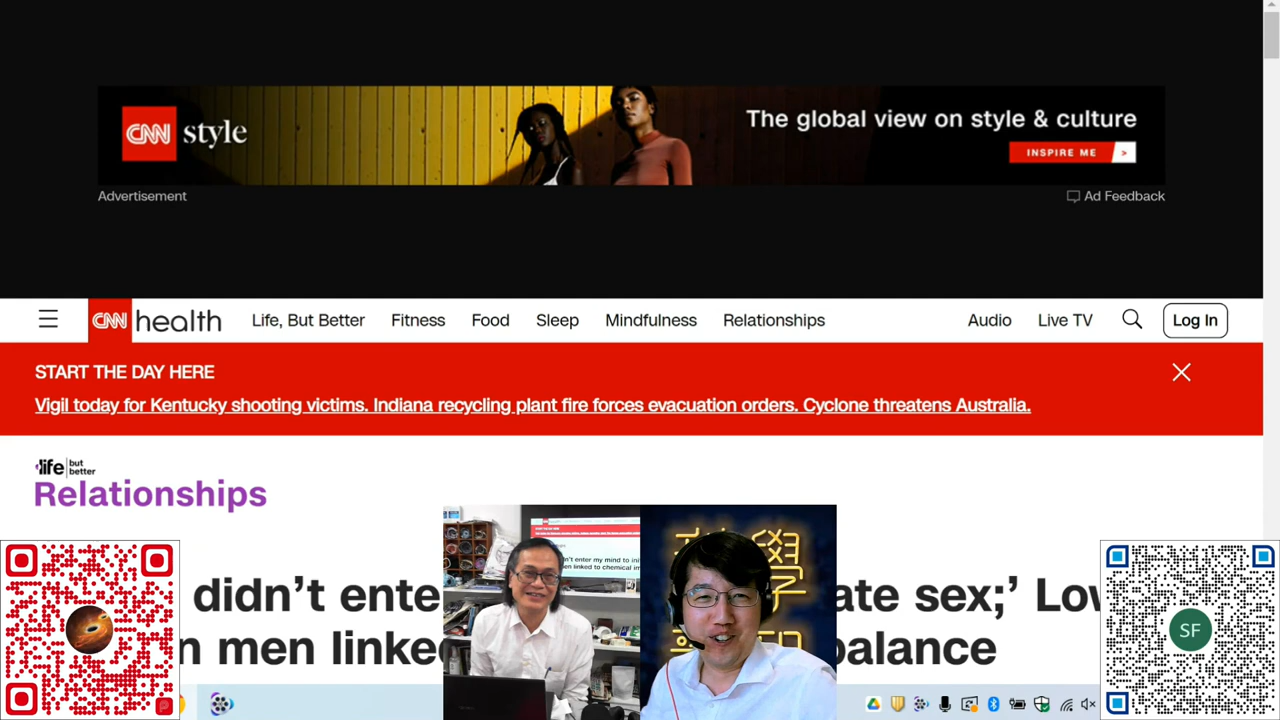 CNN style
The global view on style & culture
INSPIRE ME >
Advertisement
Ad Feedback
CNN health
Life, But Better
Fitness
Food
Sleep
Mindfulness
Relationships
Audio
Live TV
Log In
START THE DAY HERE
Vigil today for Kentucky shooting victims. Indiana recycling plant fire forces evacuation orders. Cyclone threatens Australia.
life but better
Relationships
didn't ente ate sex;' Lo
n men linke balance
SF